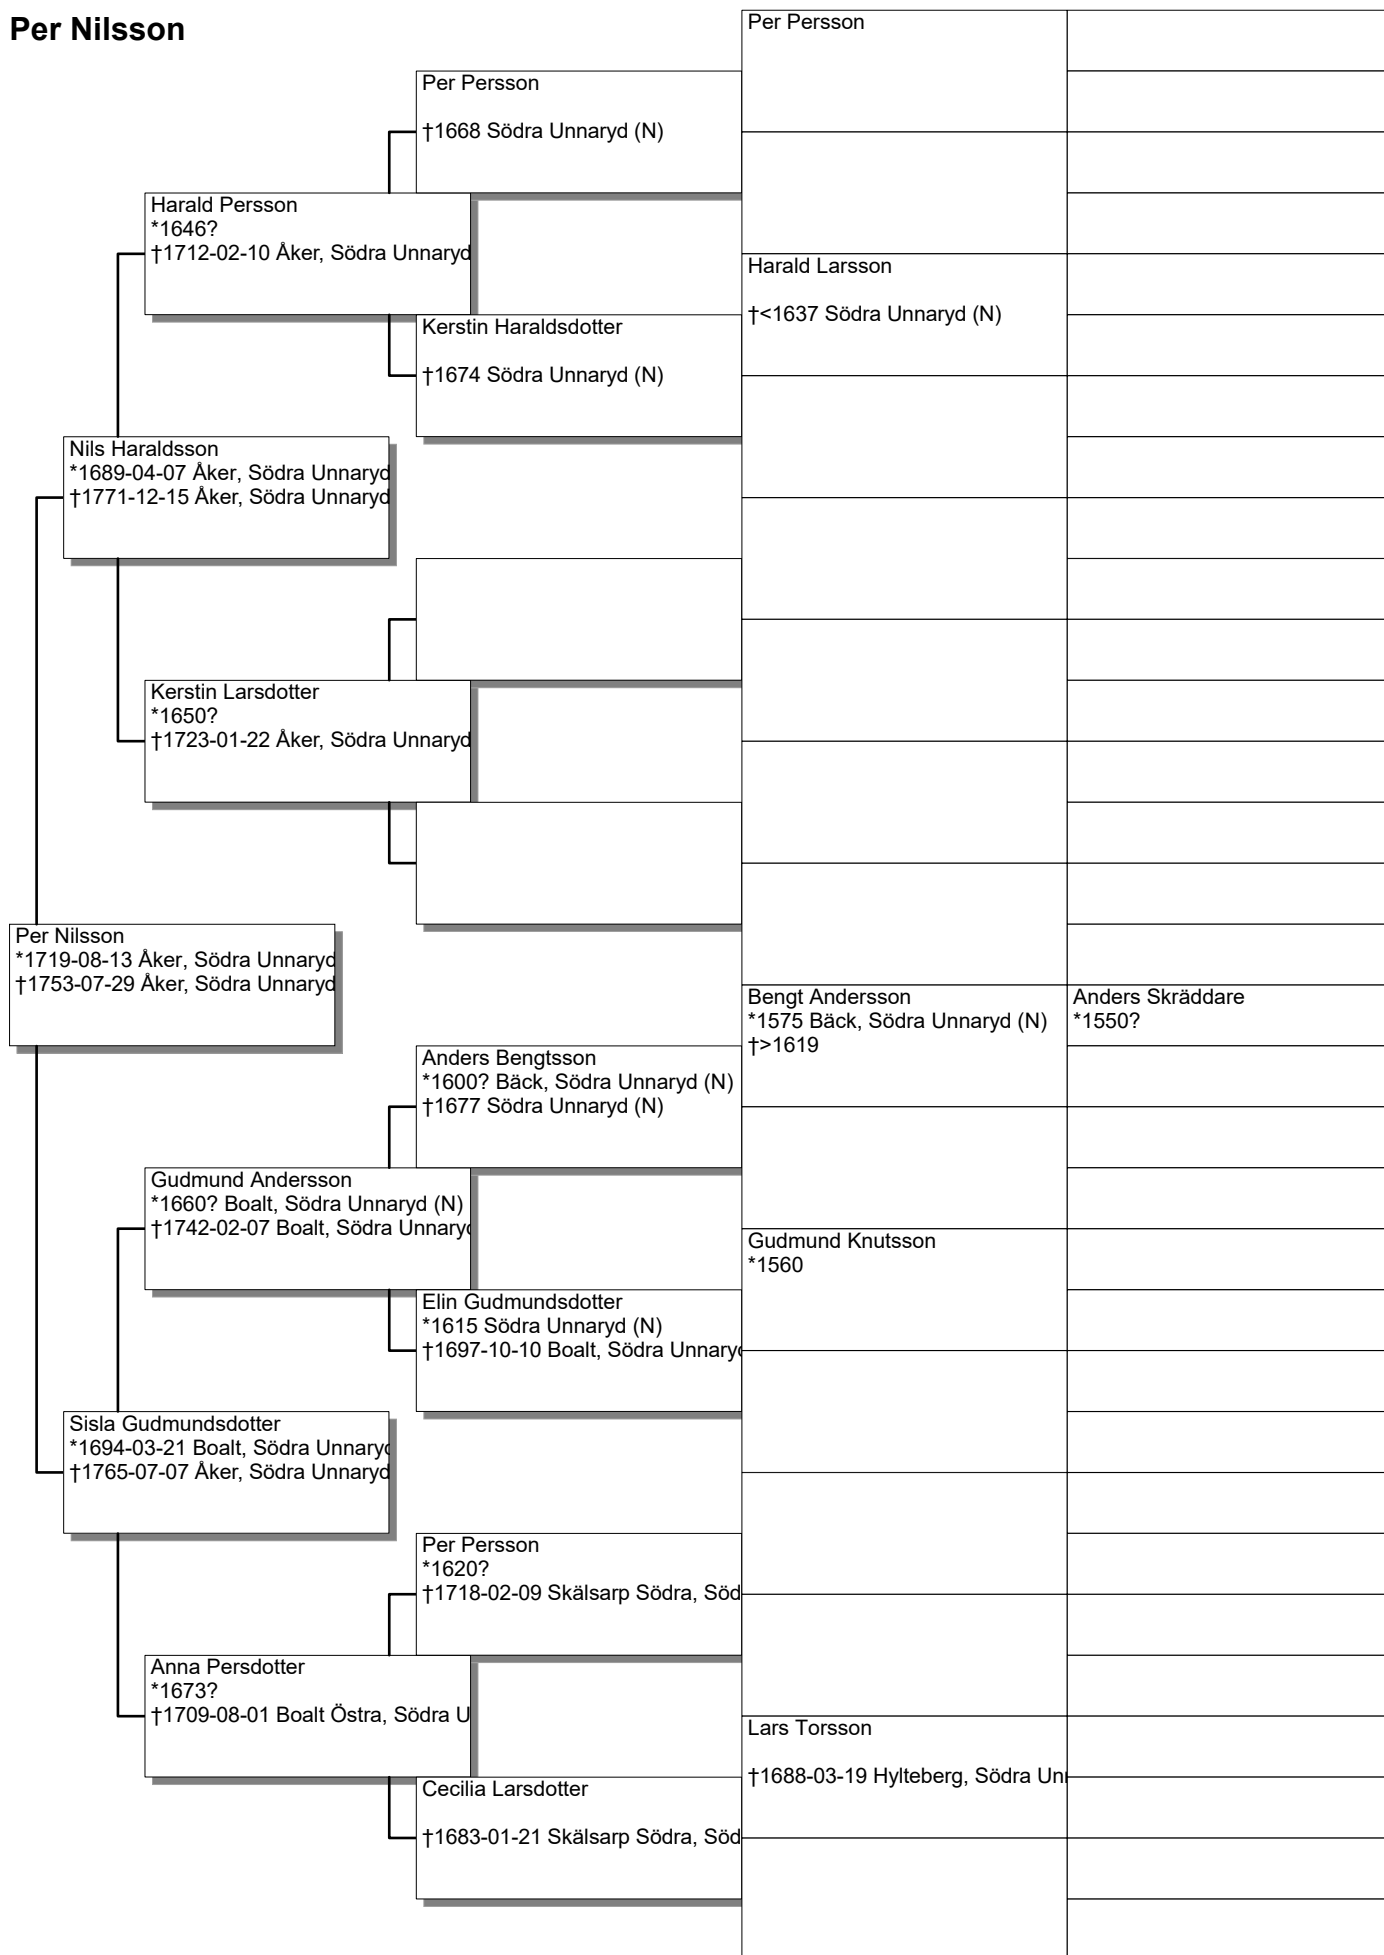 Per Nilsson
Per Persson
Per Persson
†1668 Södra Unnaryd (N)
Harald Persson
*1646?
†1712-02-10 Åker, Södra Unnaryd
Harald Larsson
†<1637 Södra Unnaryd (N)
Kerstin Haraldsdotter
†1674 Södra Unnaryd (N)
Nils Haraldsson
*1689-04-07 Åker, Södra Unnaryd
†1771-12-15 Åker, Södra Unnaryd
Kerstin Larsdotter
*1650?
†1723-01-22 Åker, Södra Unnaryd
Per Nilsson
*1719-08-13 Åker, Södra Unnaryd
†1753-07-29 Åker, Södra Unnaryd
Bengt Andersson
*1575 Bäck, Södra Unnaryd (N)
†>1619
Anders Skräddare
*1550?
Anders Bengtsson
*1600? Bäck, Södra Unnaryd (N)
†1677 Södra Unnaryd (N)
Gudmund Andersson
*1660? Boalt, Södra Unnaryd (N)
†1742-02-07 Boalt, Södra Unnaryd
Gudmund Knutsson
*1560
Elin Gudmundsdotter
*1615 Södra Unnaryd (N)
†1697-10-10 Boalt, Södra Unnaryd
Sisla Gudmundsdotter
*1694-03-21 Boalt, Södra Unnaryd
†1765-07-07 Åker, Södra Unnaryd
Per Persson
*1620?
†1718-02-09 Skälsarp Södra, Söd
Anna Persdotter
*1673?
†1709-08-01 Boalt Östra, Södra U
Lars Torsson
†1688-03-19 Hylteberg, Södra Unn
Cecilia Larsdotter
†1683-01-21 Skälsarp Södra, Söd